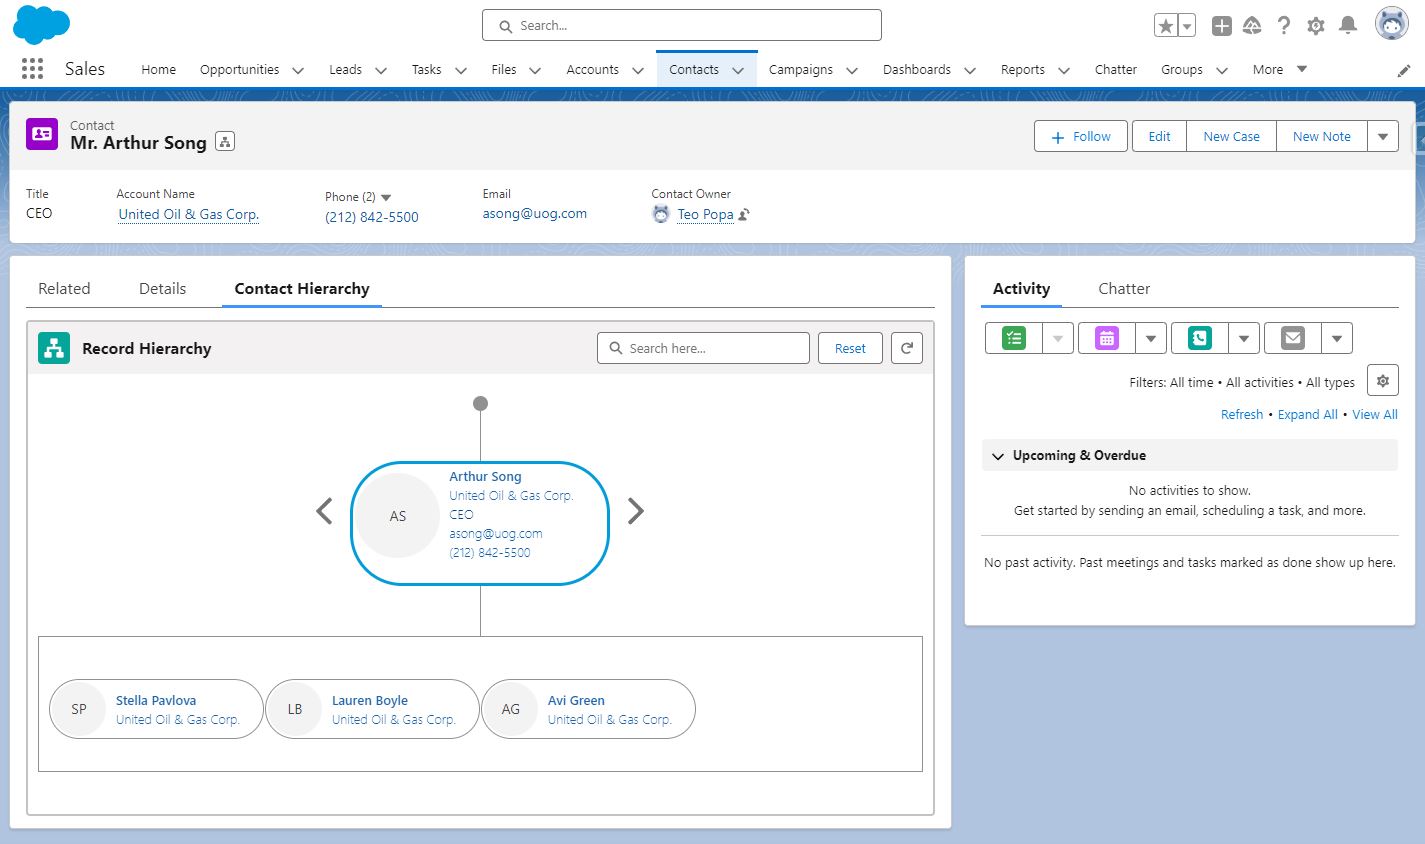 Search...
Sales
Home
Opportunities
Leads
Tasks
Files
Accounts
Contacts
Campaigns
Dashboards
Reports
Chatter
Groups
More
Contact
Mr. Arthur Song
Follow
Edit
New Case
New Note
Title
CEO
Account Name
United Oil & Gas Corp.
Phone (2)
(212) 842-5500
Email
asong@uog.com
Contact Owner
Teo Popa
Related
Details
Contact Hierarchy
Record Hierarchy
Search here...
Reset
AS
Arthur Song
United Oil & Gas Corp.
CEO
asong@uog.com
(212) 842-5500
SP
Stella Pavlova
United Oil & Gas Corp.
LB
Lauren Boyle
United Oil & Gas Corp.
AG
Avi Green
United Oil & Gas Corp.
Activity
Chatter
Filters: All time • All activities • All types
Refresh • Expand All • View All
Upcoming & Overdue
No activities to show.
Get started by sending an email, scheduling a task, and more.
No past activity. Past meetings and tasks marked as done show up here.